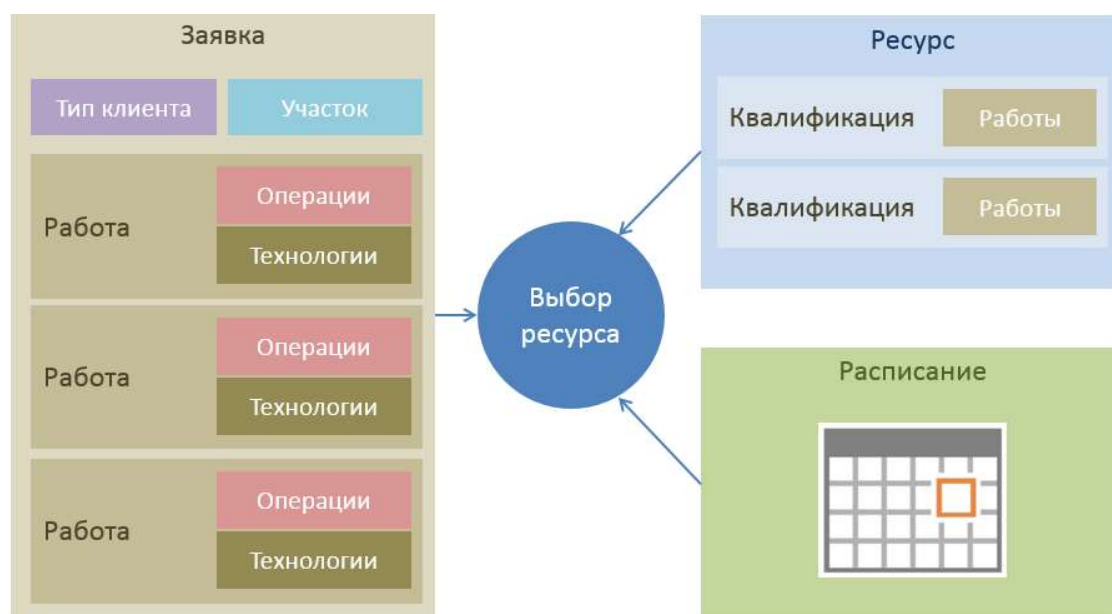 Заявка
Тип клиента
Участок
Работа
Операции
Технологии
Работа
Операции
Технологии
Работа
Операции
Технологии
Выбор
ресурса
Ресурс
Квалификация
Работы
Квалификация
Работы
Расписание